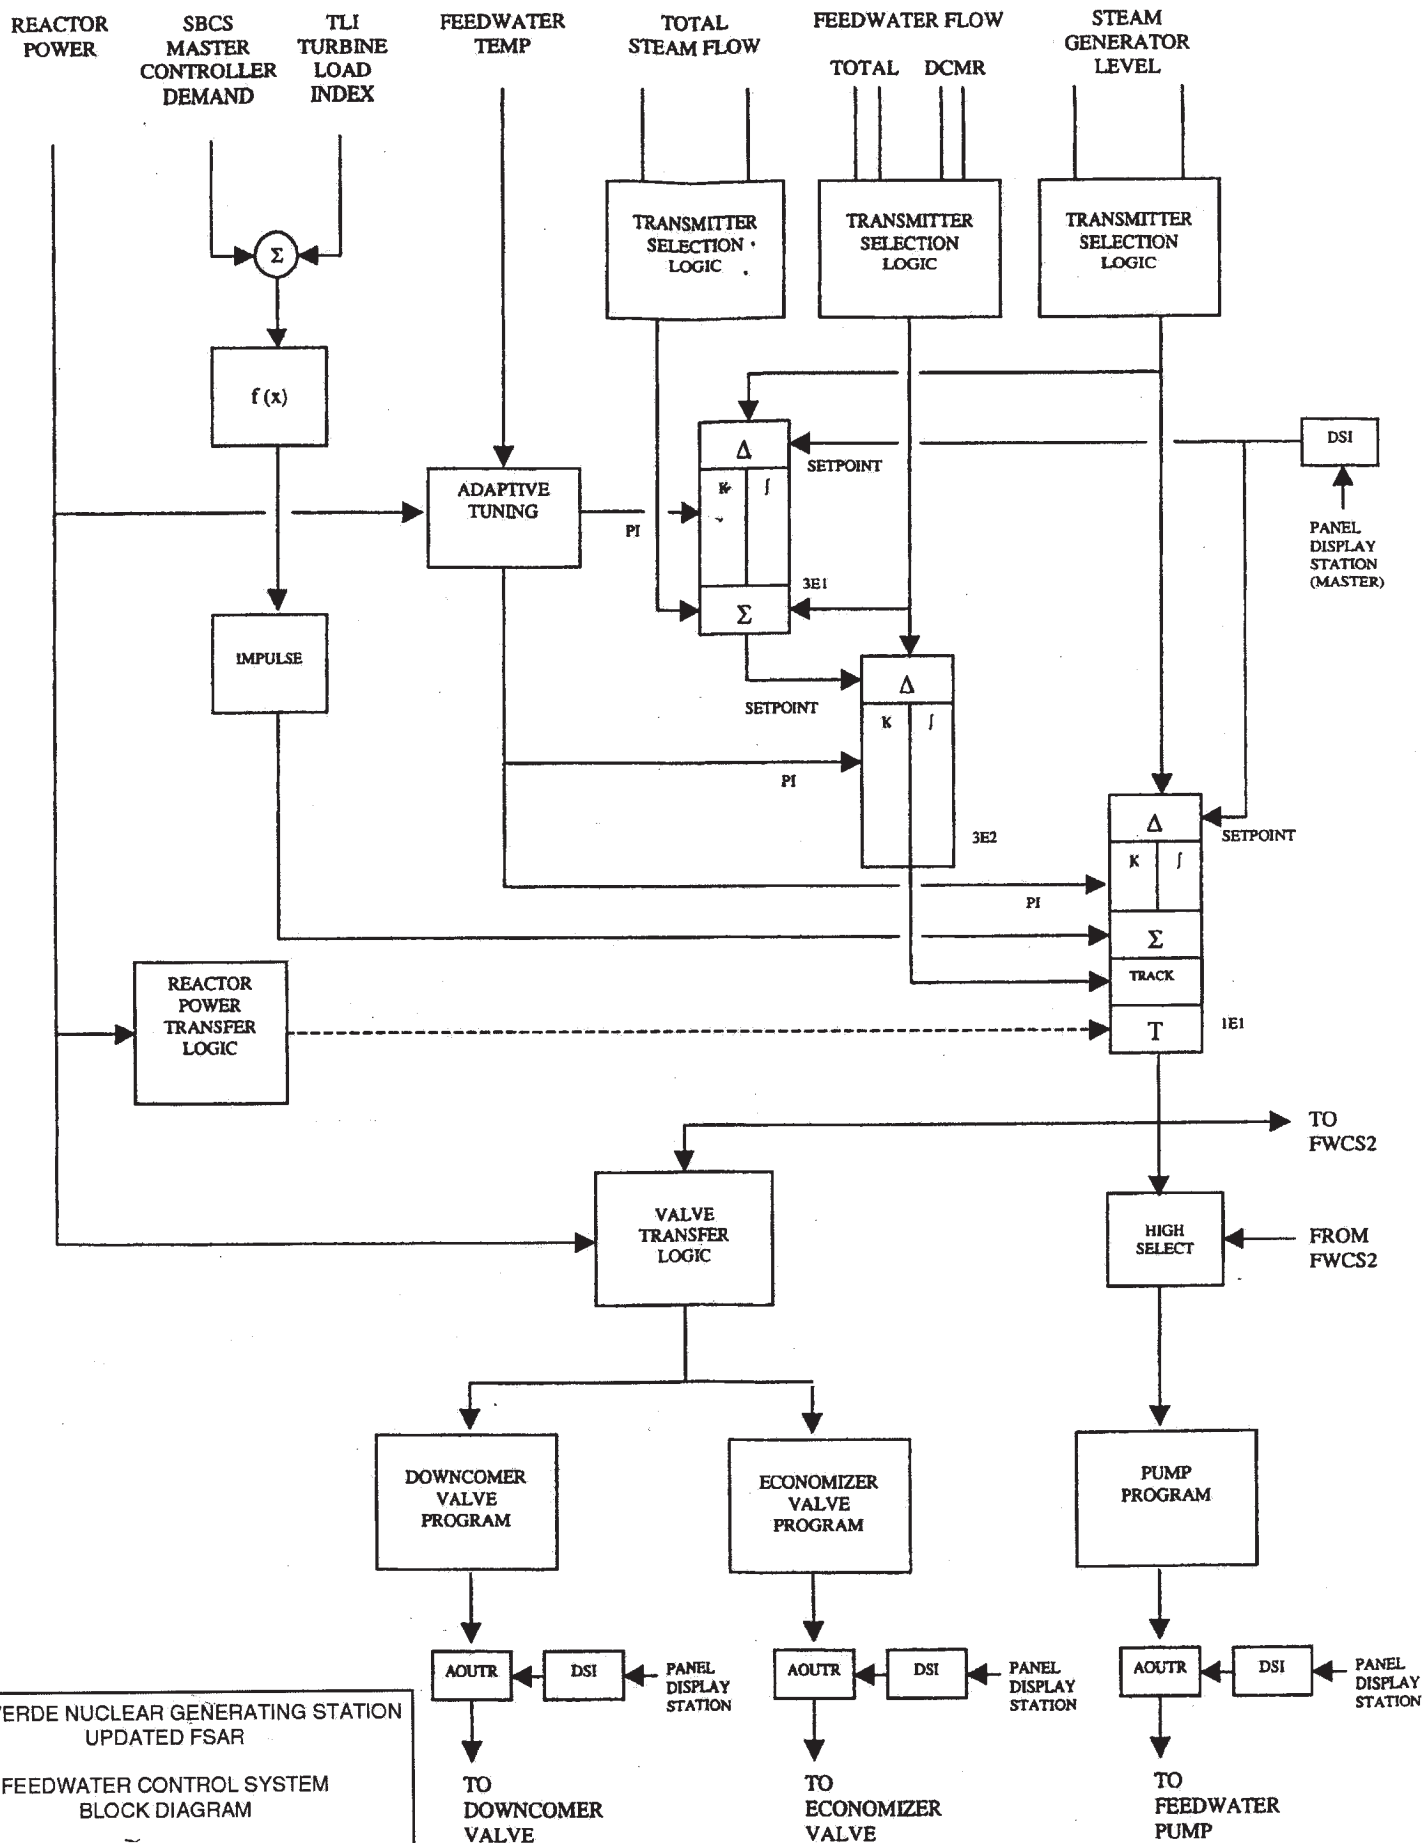 REACTOR
POWER
SBCS
MASTER
CONTROLLER
DEMAND
TLI
TURBINE
LOAD
INDEX
FEEDWATER
TEMP
TOTAL
STEAM FLOW
FEEDWATER FLOW
TOTAL DCMR
STEAM
GENERATOR
LEVEL
TRANSMITTER
SELECTION
LOGIC
TRANSMITTER
SELECTION
LOGIC
TRANSMITTER
SELECTION
LOGIC
Σ
f (x)
Δ
SETPOINT
DSI
PANEL
DISPLAY
STATION
(MASTER)
ADAPTIVE
TUNING
PI
K ∫
3E1
Σ
IMPULSE
SETPOINT
Δ
K ∫
PI
3E2
Δ
SETPOINT
K ∫
PI
Σ
TRACK
T
1E1
REACTOR
POWER
TRANSFER
LOGIC
TO
FWCS2
VALVE
TRANSFER
LOGIC
HIGH
SELECT
FROM
FWCS2
DOWNCOMER
VALVE
PROGRAM
ECONOMIZER
VALVE
PROGRAM
PUMP
PROGRAM
AOUTR
DSI
PANEL
DISPLAY
STATION
AOUTR
DSI
PANEL
DISPLAY
STATION
AOUTR
DSI
PANEL
DISPLAY
STATION
TO
DOWNCOMER
VALVE
TO
ECONOMIZER
VALVE
TO
FEEDWATER
PUMP
ERDE NUCLEAR GENERATING STATION
UPDATED FSAR
FEEDWATER CONTROL SYSTEM
BLOCK DIAGRAM